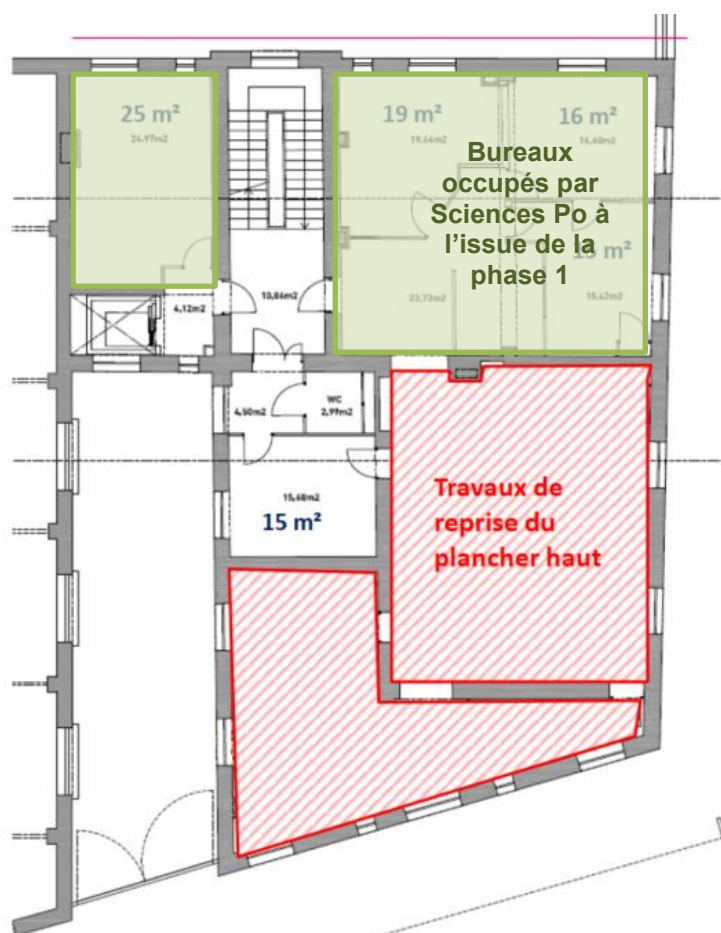 25 m²
24,97m2
19 m²
19,44m2
16 m²
16,60m2
Bureaux
occupés par
Sciences Po à
l’issue de la
phase 1
15 m²
15,42m2
23,73m2
4,12m2
10,86m2
4,50m2
WC
2,99m2
15,68m2
15 m²
Travaux de
reprise du
plancher haut